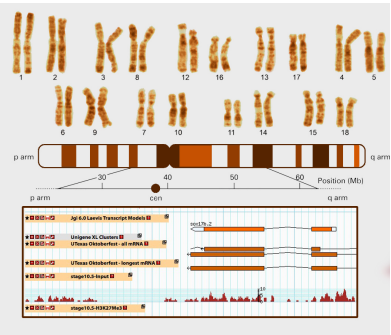 1 2 3 8 12 16 13 17 4 5
6 9 7 10 11 14 15 18
p arm q arm
30 40 50 60 Position (Mb)
p arm cen q arm
Jgi 6.0 Laevis Transcript Models
sox17b.2
Unigene XL Clusters
UTexas Oktoberfest - all mRNA
UTexas Oktoberfest - longest mRNA
stage10.5-Input
10
stage10.5-H3K27Me3